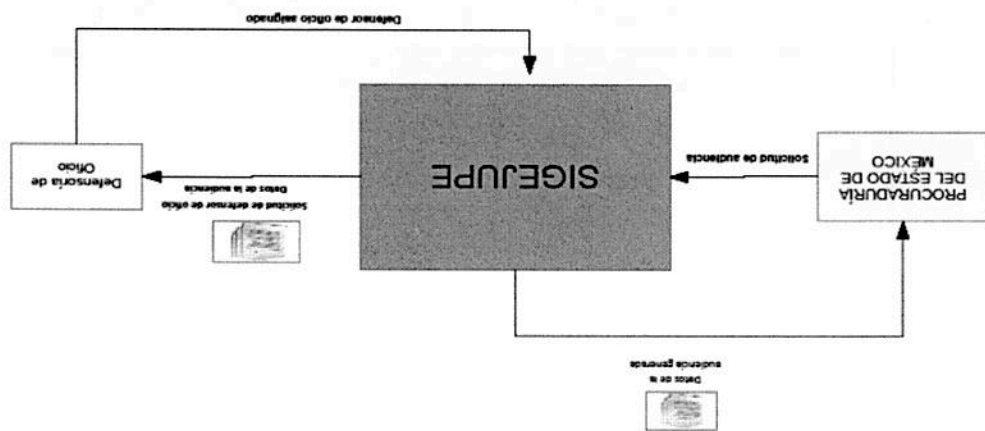 Datos de la
audiencia generada
PROCURADURÍA
DEL ESTADO DE
MÉXICO
Solicitud de audiencia
SIGEJUPE
Solicitud de defensor de oficio
Datos de la audiencia
Defensoría de
Oficio
Defensor de oficio asignado